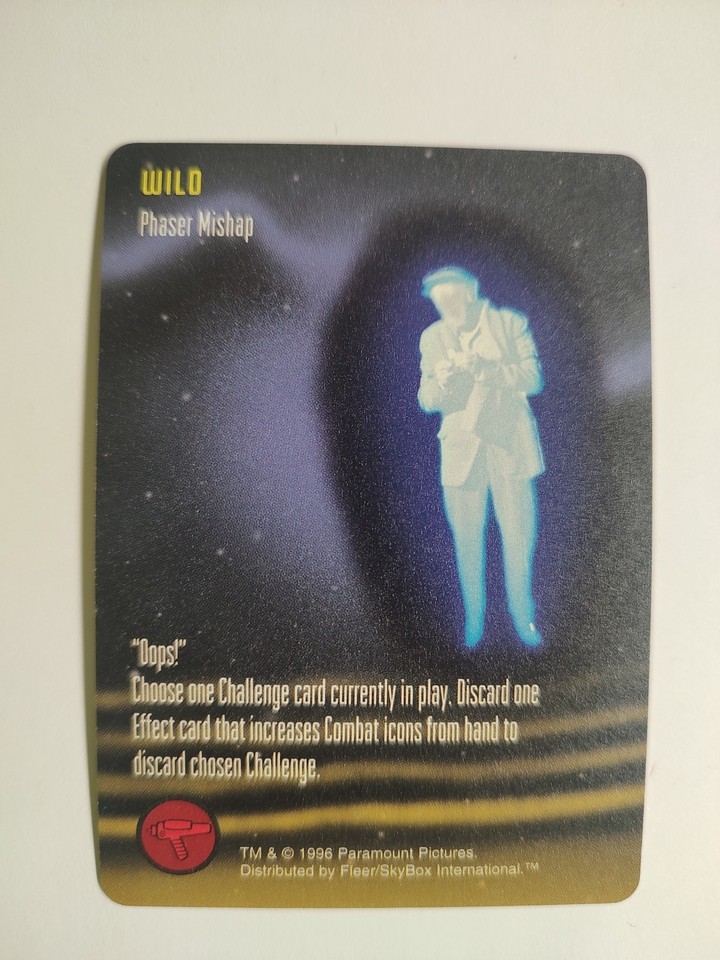 WILD
Phaser Mishap
"Oops!"
Choose one Challenge card currently in play. Discard one
Effect card that increases Combat icons from hand to
discard chosen Challenge.
TM & © 1996 Paramount Pictures.
Distributed by Fleer/SkyBox International.™